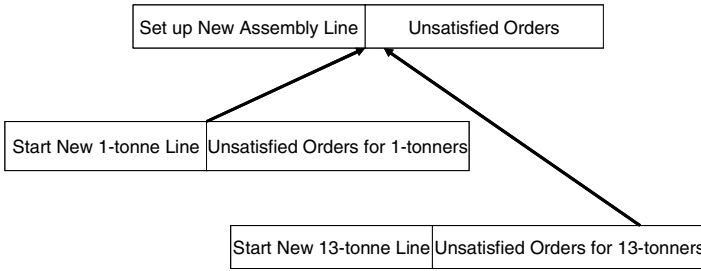 Set up New Assembly Line Unsatisfied Orders
Start New 1-tonne Line Unsatisfied Orders for 1-tonners
Start New 13-tonne Line Unsatisfied Orders for 13-tonners